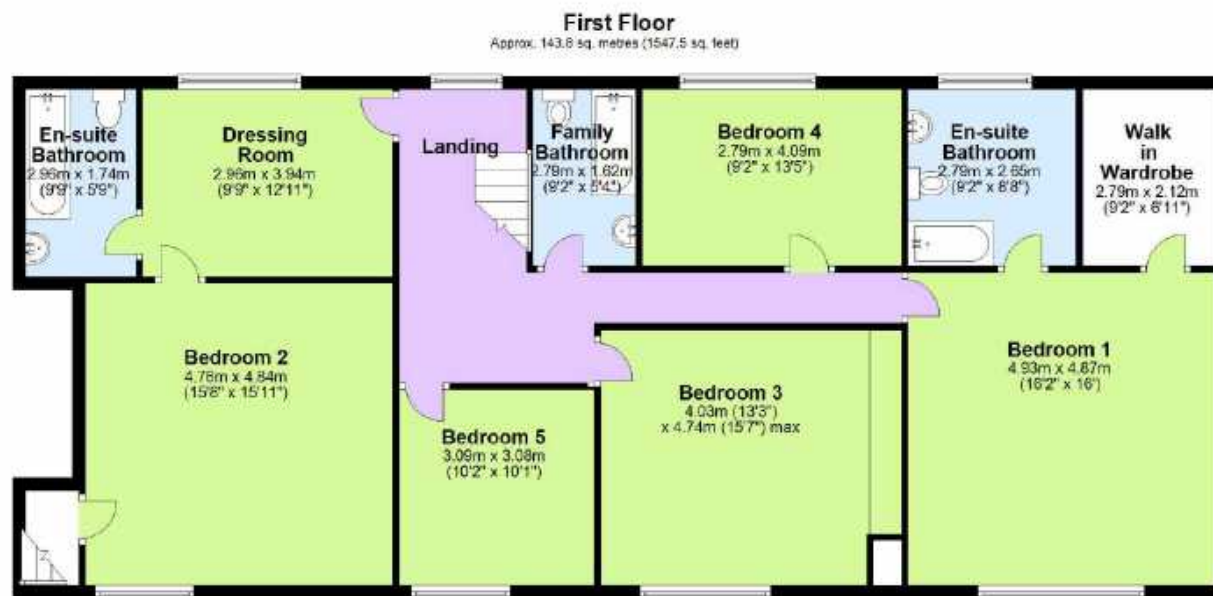 First Floor
Approx. 143.8 sq. metres (1547.5 sq. feet)
En-suite
Bathroom
2.96m x 1.74m
(9'9" x 5'9")
Dressing
Room
2.96m x 3.94m
(9'9" x 12'11")
Landing
Family
Bathroom
2.79m x 1.62m
(9'2" x 5'4")
Bedroom 4
2.79m x 4.09m
(9'2" x 13'5")
En-suite
Bathroom
2.79m x 2.65m
(9'2" x 8'8")
Walk
in
Wardrobe
2.79m x 2.12m
(9'2" x 6'11")
Bedroom 2
4.78m x 4.84m
(15'8" x 15'11")
Bedroom 5
3.09m x 3.08m
(10'2" x 10'1")
Bedroom 3
4.03m (13'3")
x 4.74m (15'7") max
Bedroom 1
4.93m x 4.87m
(16'2" x 16')